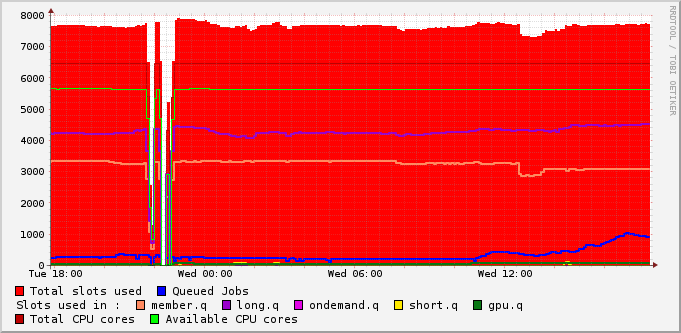 8000
7000
6000
5000
4000
3000
2000
1000
0
Tue 18:00 Wed 00:00 Wed 06:00 Wed 12:00
Total slots used Queued Jobs
Slots used in : member.q long.q ondemand.q short.q gpu.q
Total CPU cores Available CPU cores
RRDTOOL / TOBI OETIKER